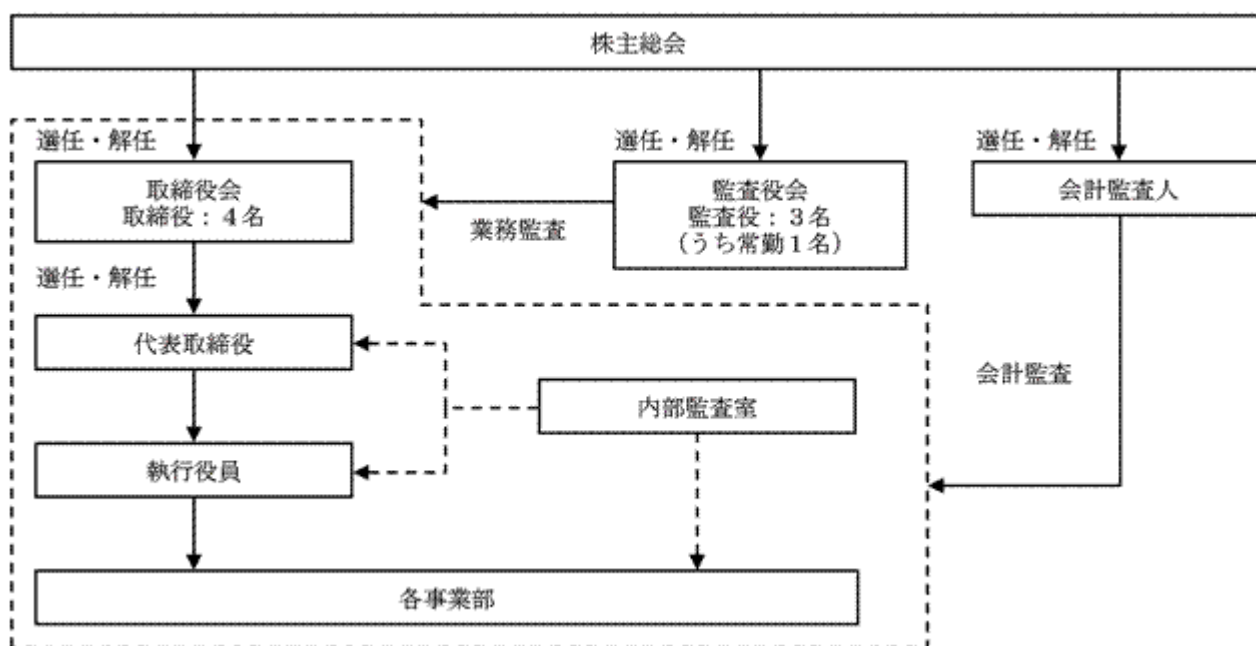 株主総会
選任・解任
選任・解任
選任・解任
取締役会
取締役：４名
監査役会
監査役：３名
（うち常勤１名）
会計監査人
業務監査
選任・解任
代表取締役
会計監査
内部監査室
執行役員
各事業部